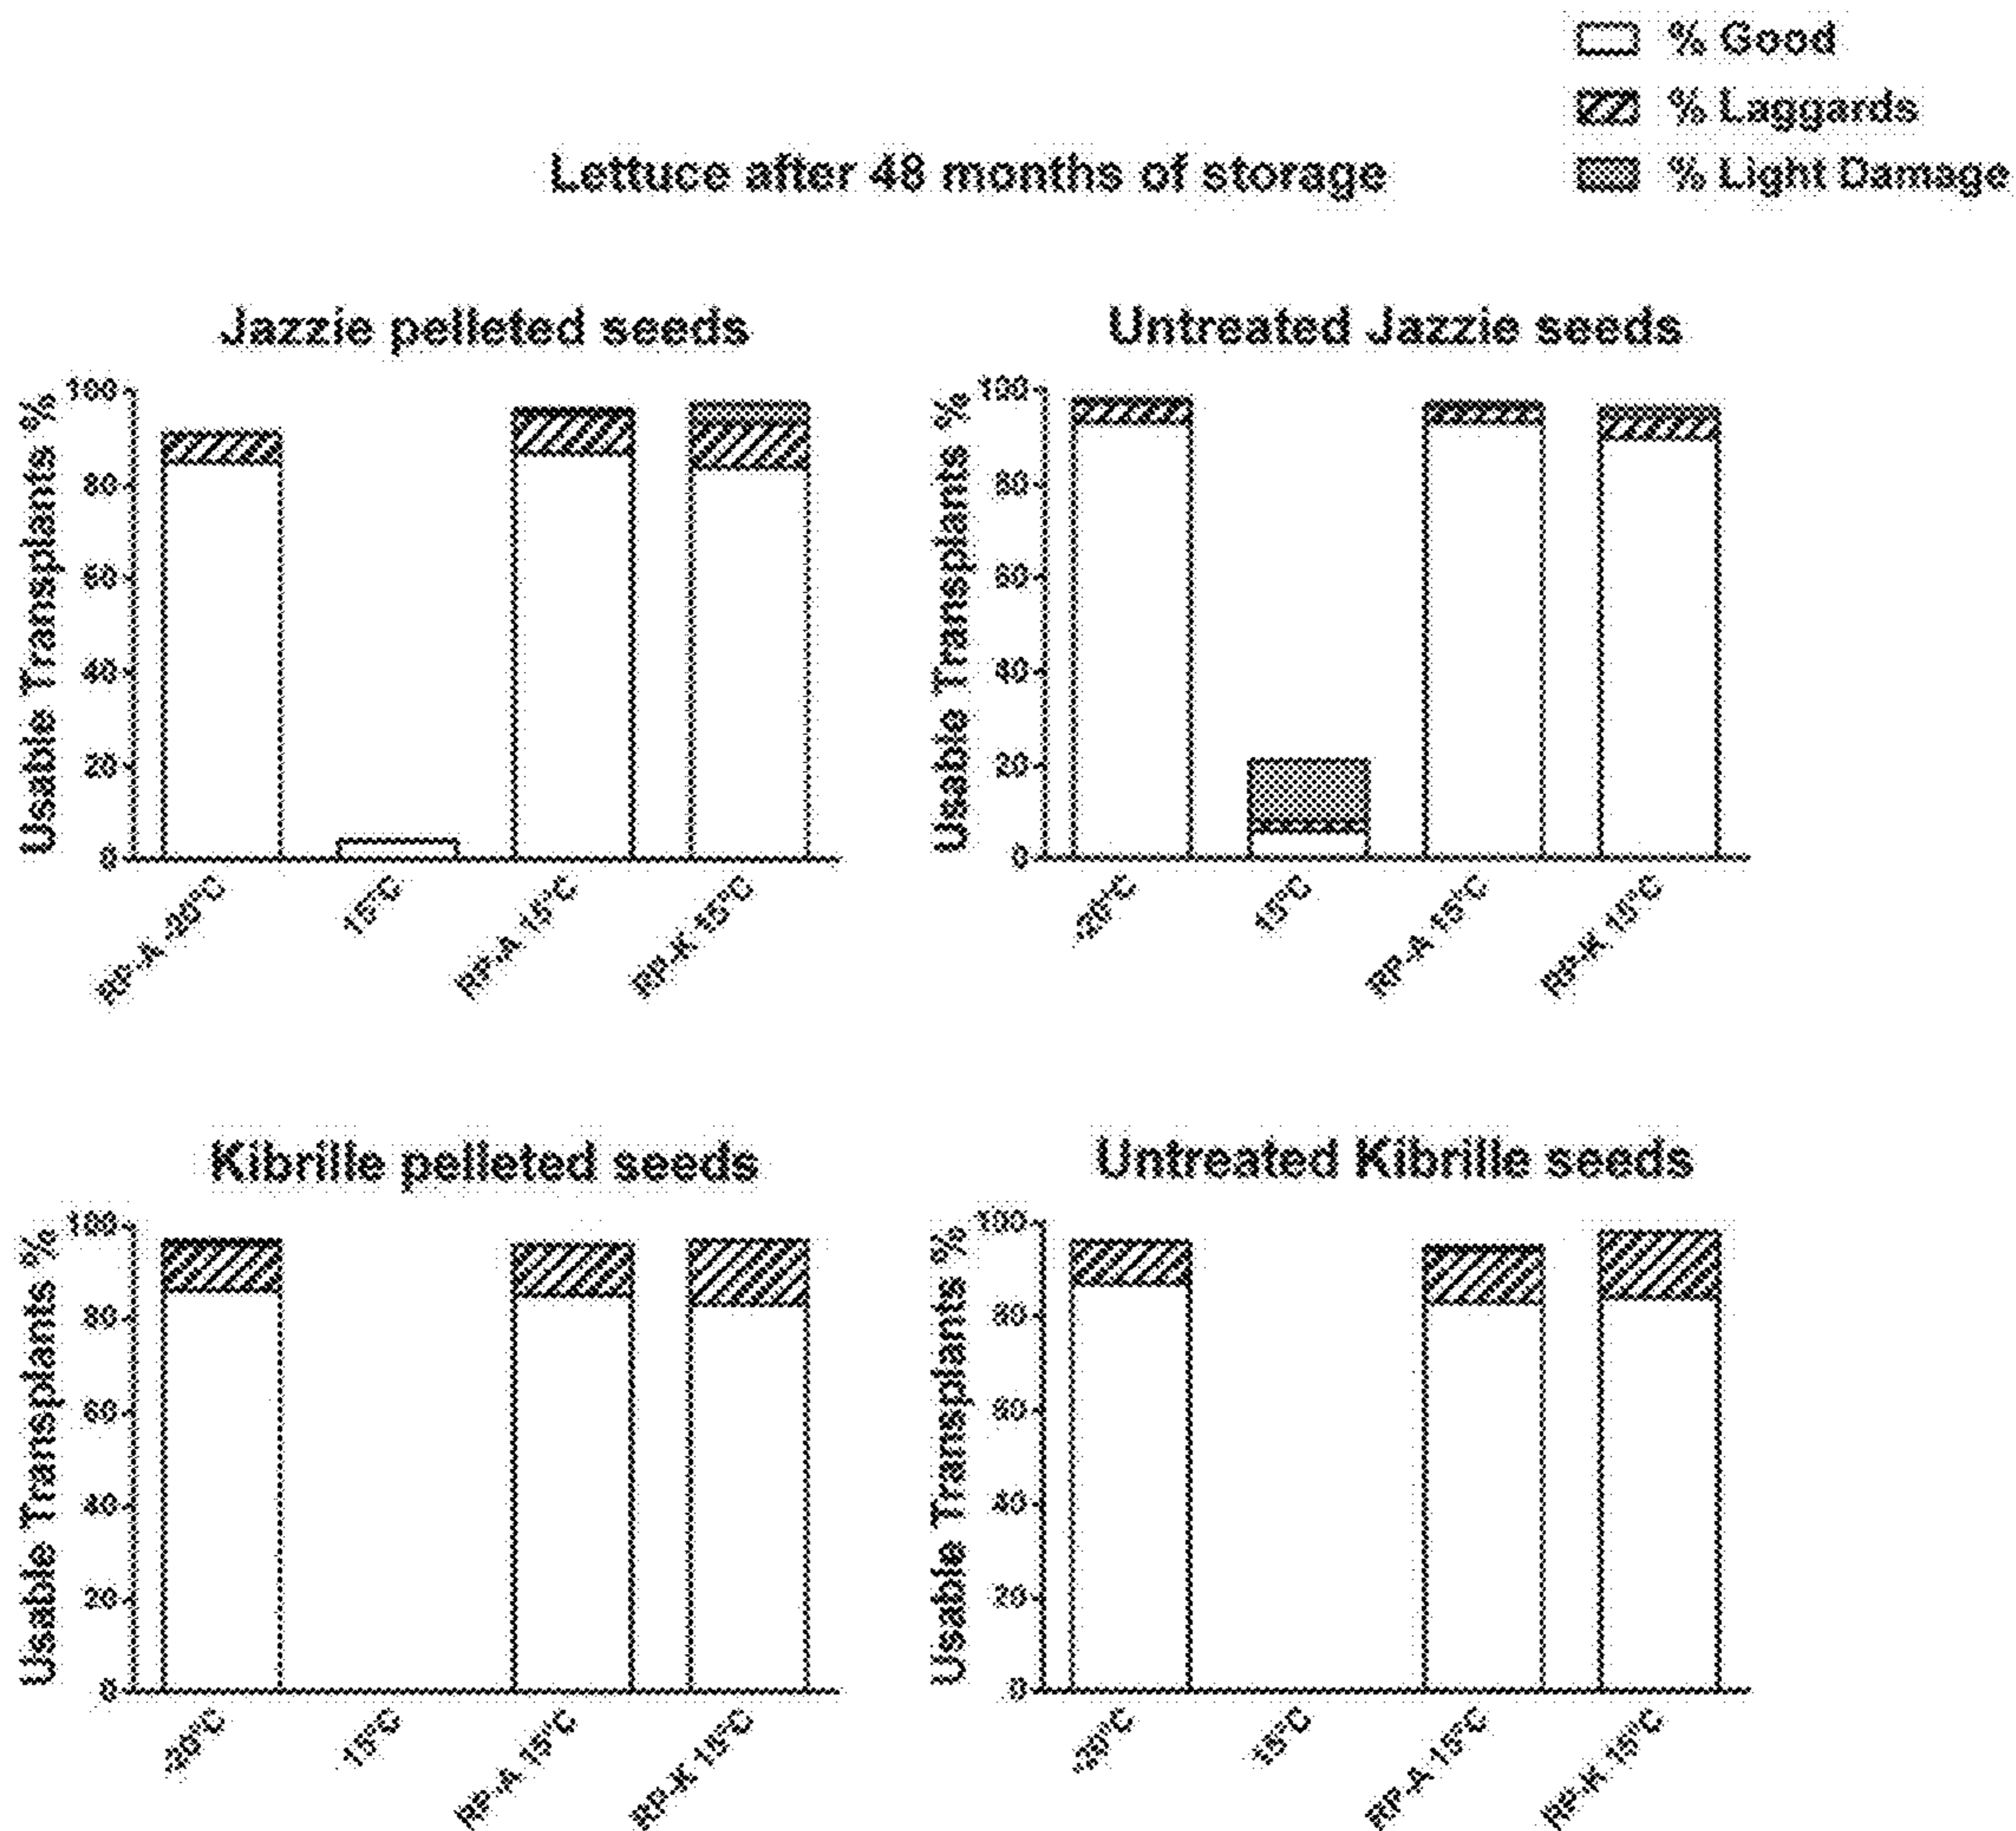 % Good
% Laggards
% Light Damage
Lettuce after 48 months of storage
Jazzie pelleted seeds
Usable Transplants %
100
80
60
40
20
0
RP-A -20°C
15°C
RP-A 15°C
RP-K 15°C
Untreated Jazzie seeds
Usable Transplants %
100
80
60
40
20
0
-20°C
15°C
RP-A 15°C
RP-K 15°C
Kibrille pelleted seeds
Usable Transplants %
100
80
60
40
20
0
-20°C
15°C
RP-A 15°C
RP-K 15°C
Untreated Kibrille seeds
Usable Transplants %
100
80
60
40
20
0
-20°C
15°C
RP-A 15°C
RP-K 15°C